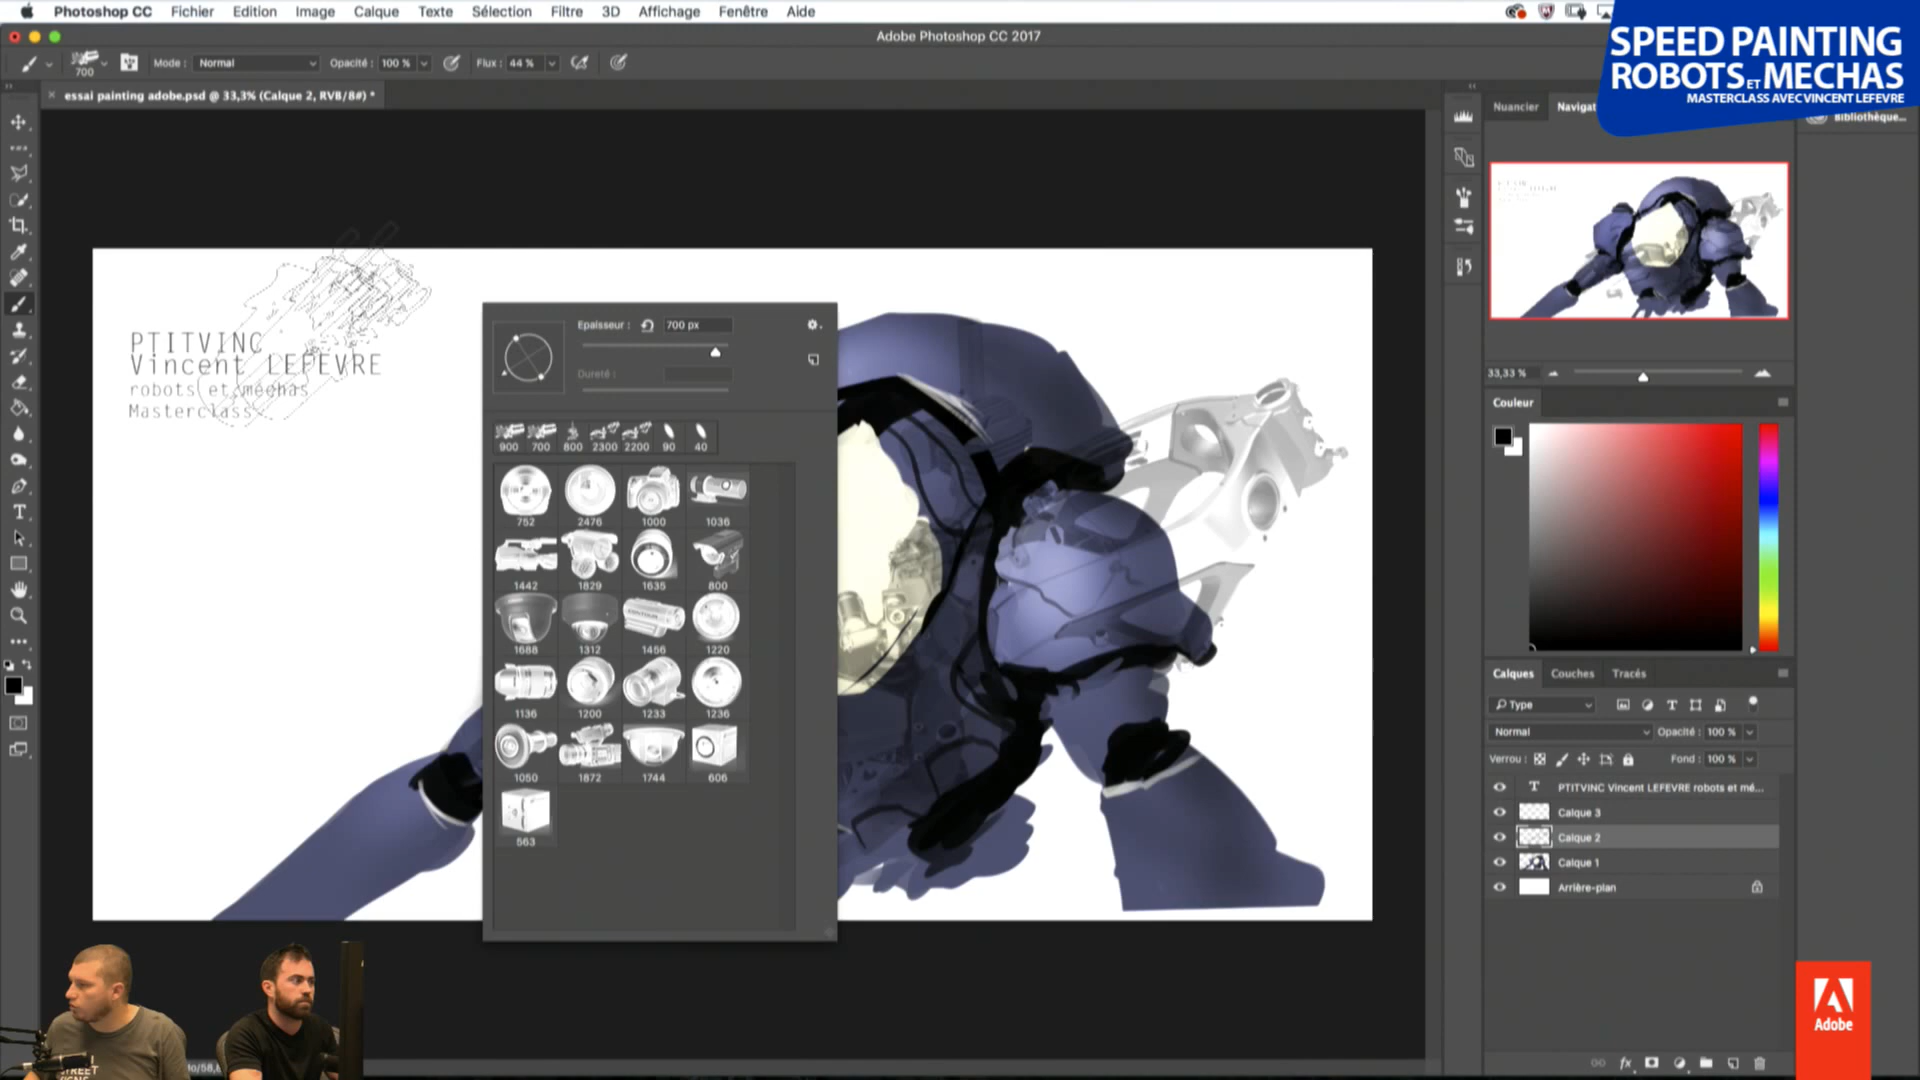 Photoshop CC Fichier Edition Image Calque Texte Sélection Filtre 3D Affichage Fenêtre Aide
Adobe Photoshop CC 2017
SPEED PAINTING
ROBOTS ET MECHAS
MASTERCLASS AVEC VINCENT LEFEVRE
700 Mode : Normal Opacité : 100 % Flux : 44 %
essai painting adobe.psd @ 33,3% (Calque 2, RVB/8#) *
Nuancier Navigat
Bibliothèque...
PTITVINC
Vincent LEFEVRE
robots et méchas
Masterclass
Epaisseur : 700 px
Dureté :
900 700 800 2300 2200 90 40
752 2476 1000 1036
1442 1829 1635 800
1688 1312 1456 1220
1136 1200 1233 1236
1050 1872 1744 606
563
33,33 %
Couleur
Calques Couches Tracés
Type
Normal Opacité : 100 %
Verrou : Fond : 100 %
PTITVINC Vincent LEFEVRE robots et mé...
Calque 3
Calque 2
Calque 1
Arrière-plan
fx
Adobe
STREET